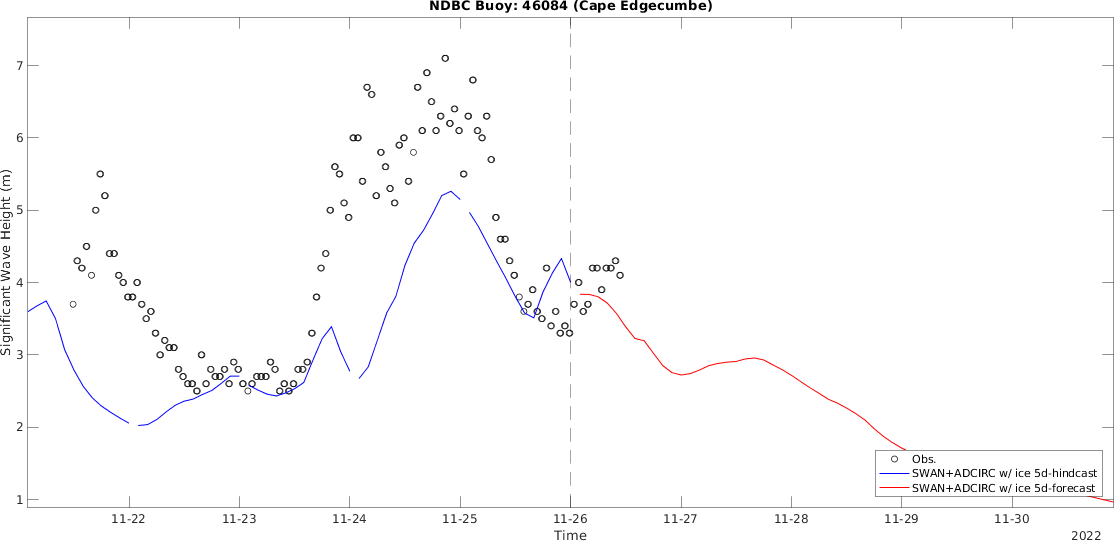 NDBC Buoy: 46084 (Cape Edgecumbe)
Significant Wave Height (m)
7
6
5
4
3
2
1
Obs.
SWAN+ADCIRC w/ ice 5d-hindcast
SWAN+ADCIRC w/ ice 5d-forecast
11-22 11-23 11-24 11-25 11-26 11-27 11-28 11-29 11-30
Time
2022